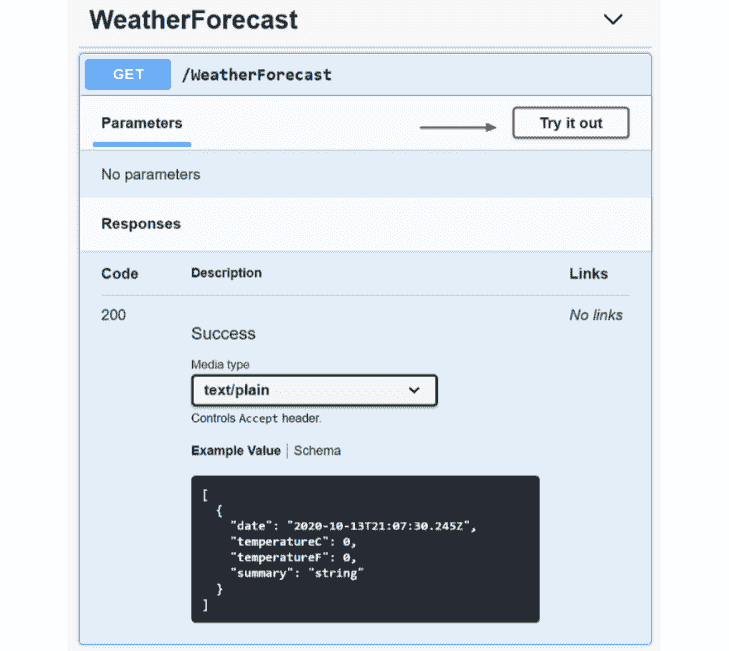 WeatherForecast
GET /WeatherForecast
Parameters Try it out
No parameters
Responses
Code Description Links
200 No links
Success
Media type
text/plain
Controls Accept header.
Example Value | Schema
[
{
"date": "2020-10-13T21:07:30.245Z",
"temperatureC": 0,
"temperatureF": 0,
"summary": "string"
}
]